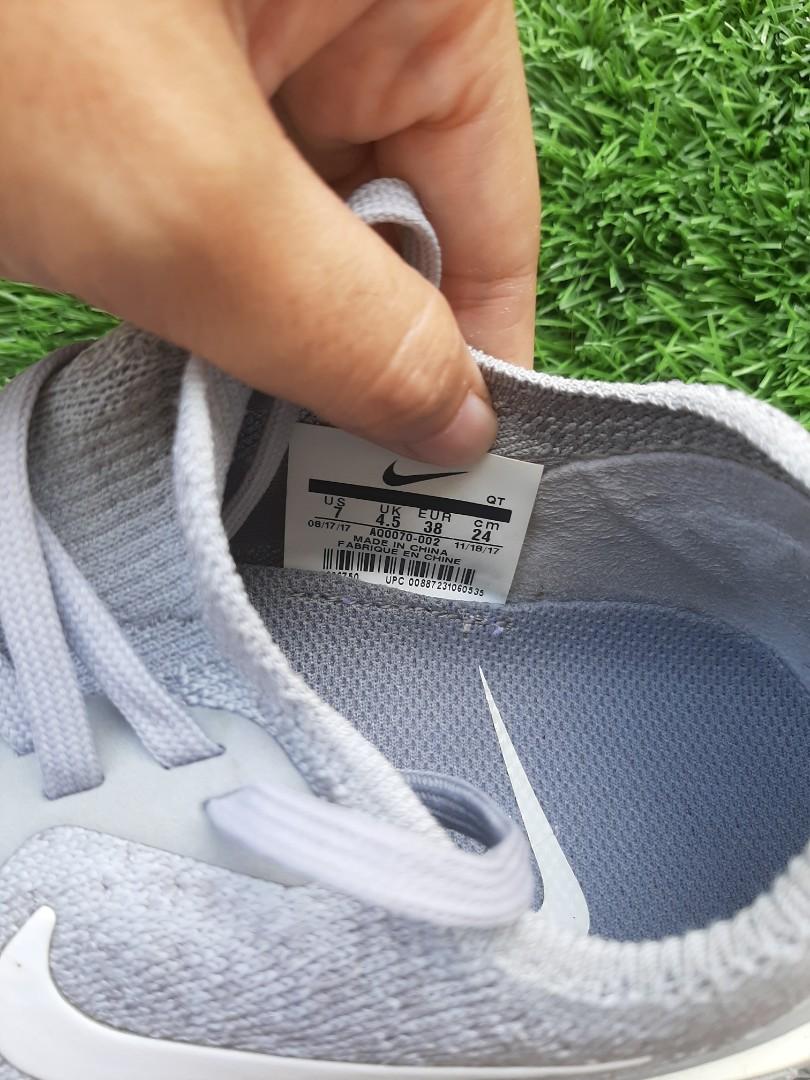 QT
US UK EUR cm
7 4.5 38 24
08/17/17 AO0070-002 11/18/17
MADE IN CHINA
FABRIQUE EN CHINE
UPC 00887231060535